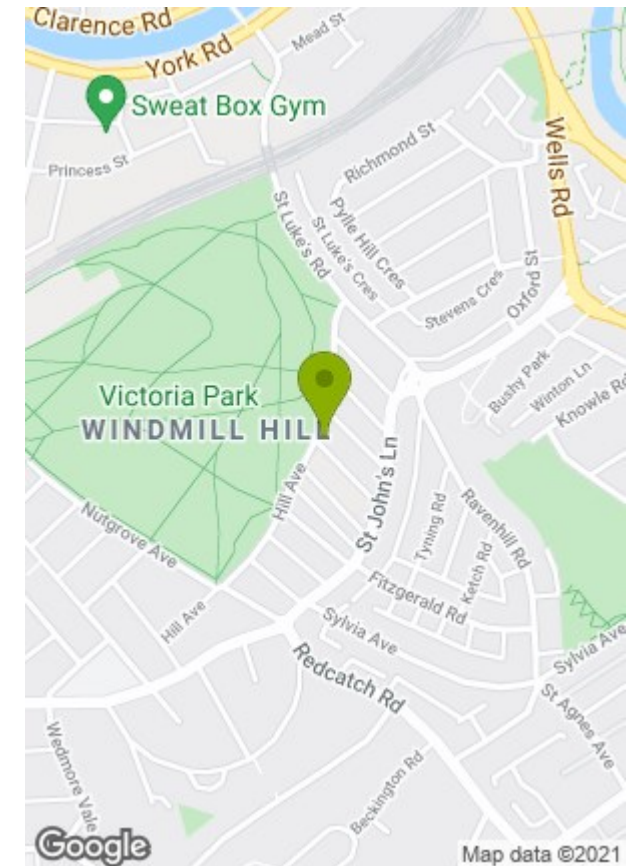 Clarence Rd
York Rd
Mead St
Sweat Box Gym
Princess St
Richmond St
Wells Rd
Pylle Hill Cres
St Luke's Rd
St Luke's Cres
Stevens Cres
Oxford St
Bushy Park
Winton Ln
Knowle Rd
Victoria Park
WINDMILL HILL
St John's Ln
Hill Ave
Nutgrove Ave
Tyning Rd
Ravenhill Rd
Ketch Rd
Fitzgerald Rd
Hill Ave
Sylvia Ave
Sylvia Ave
Redcatch Rd
St Agnes Ave
Wedmore Vale
Beckington Rd
Google
Map data ©2021